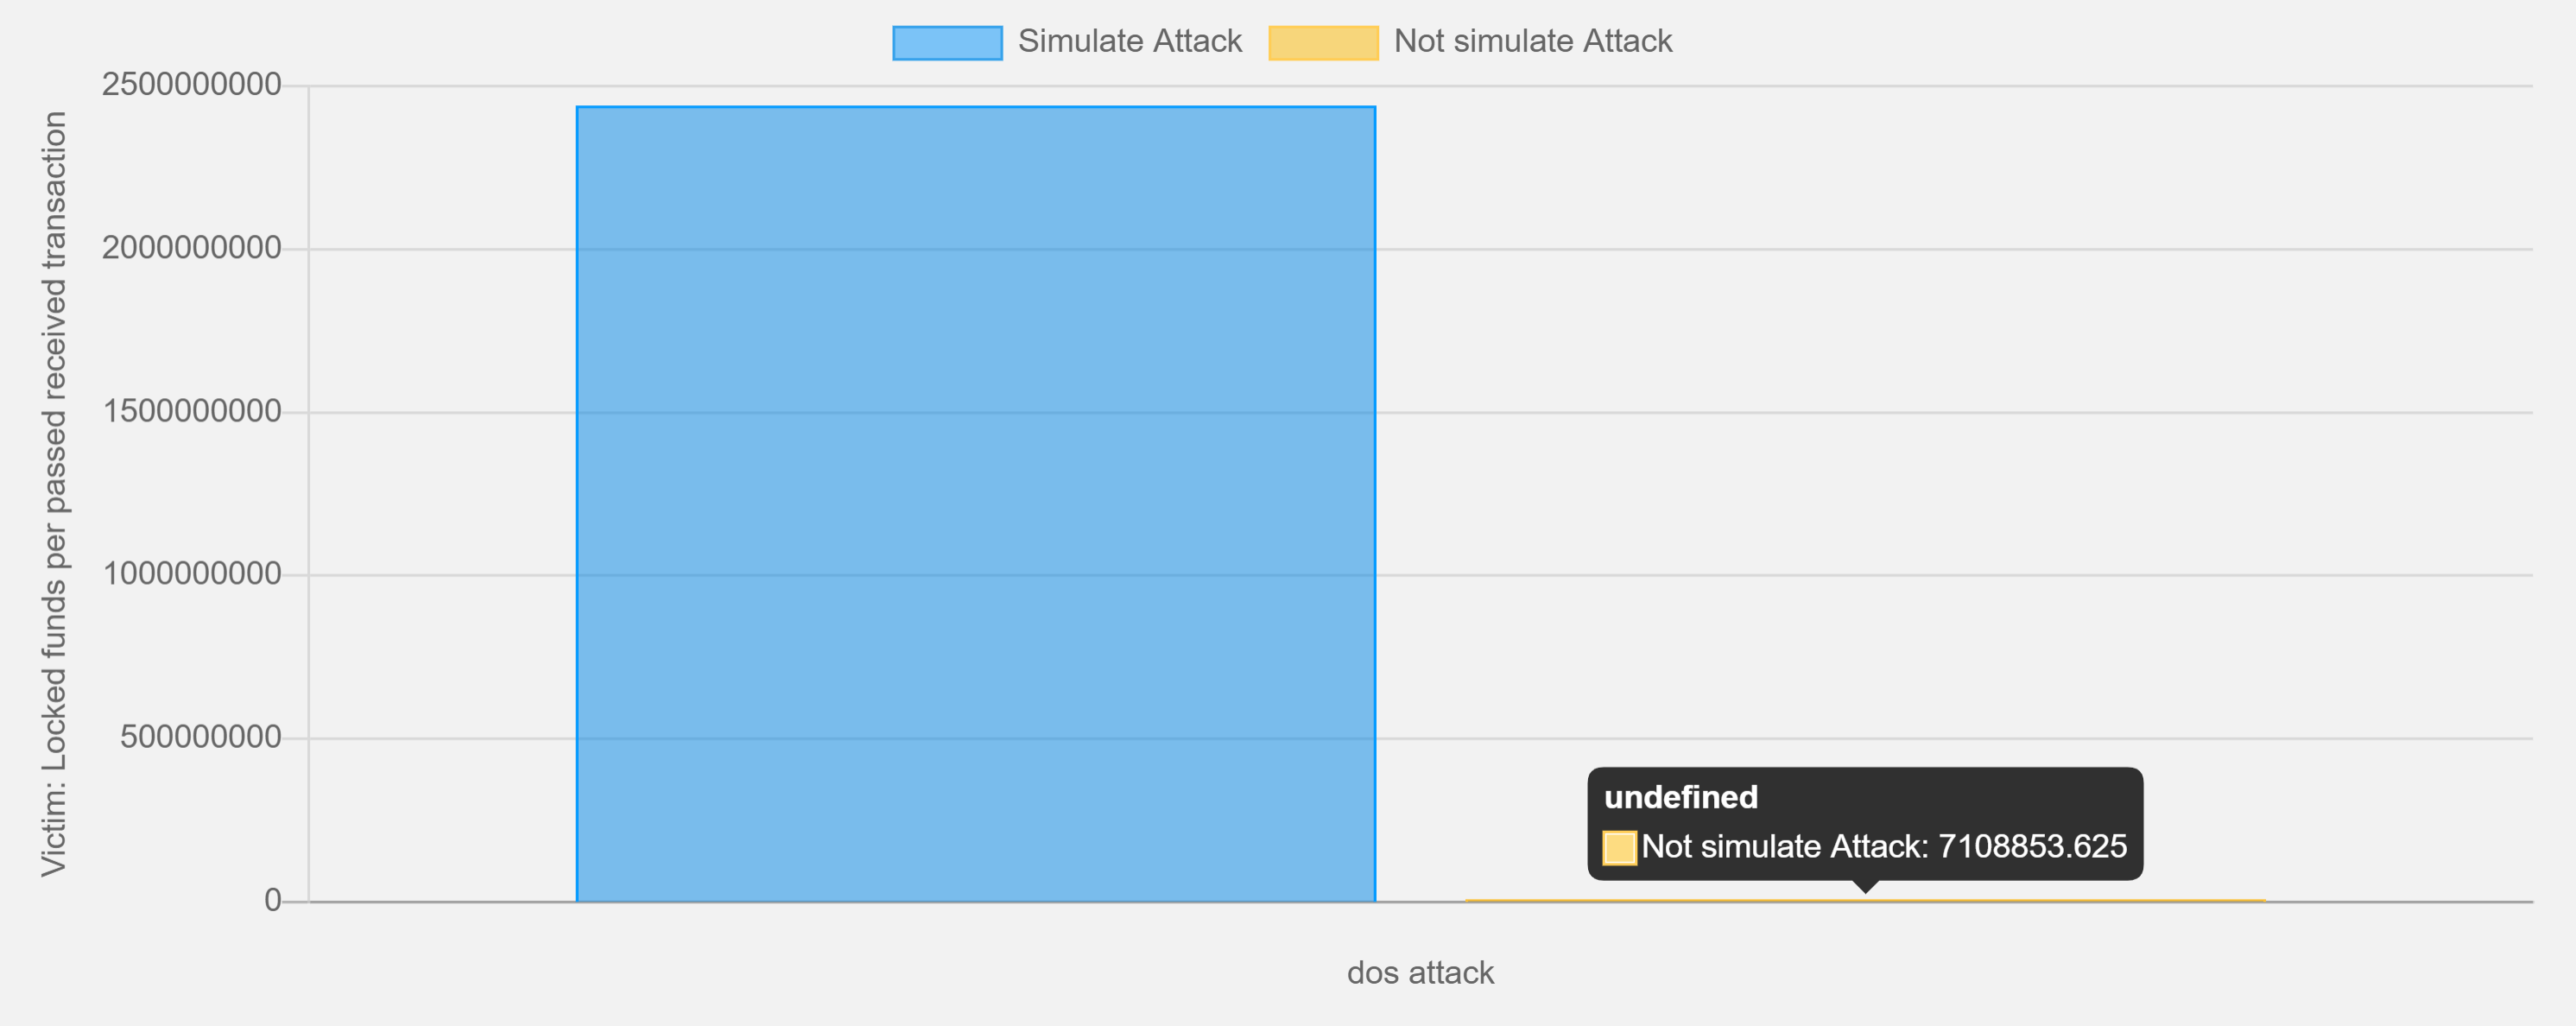 Simulate Attack
Not simulate Attack
Victim: Locked funds per passed received transaction
2500000000
2000000000
1500000000
1000000000
500000000
0
undefined
Not simulate Attack: 7108853.625
dos attack